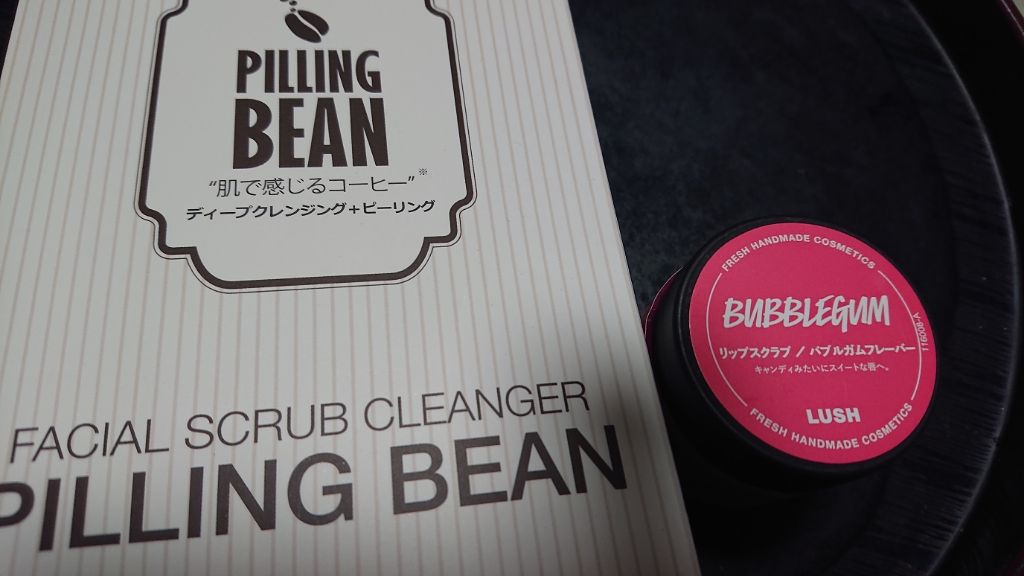 PILLING
BEAN
“肌で感じるコーヒー”※
ディープクレンジング+ピーリング
FACIAL SCRUB CLEANGER
PILLING BEAN
FRESH HANDMADE COSMETICS
BUBBLEGUM
リップスクラブ / バブルガムフレーバー
キャンディみたいにスイートな唇へ。
LUSH
FRESH HANDMADE COSMETICS
116086-A